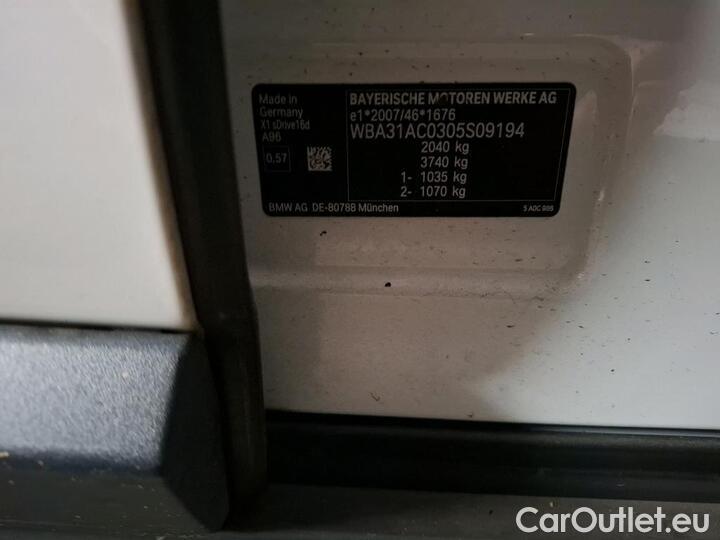 Made in
Germany
X1 sDrive16d
A96
0,57
BAYERISCHE MOTOREN WERKE AG
e1*2007/46*1676
WBA31AC0305S09194
2040 kg
3740 kg
1- 1035 kg
2- 1070 kg
BMW AG DE-80788 München
CarOutlet.eu